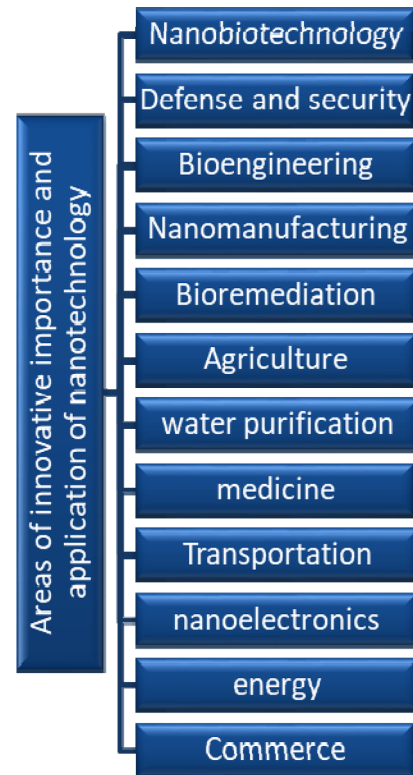 Areas of innovative importance and
application of nanotechnology
Nanobiotechnology
Defense and security
Bioengineering
Nanomanufacturing
Bioremediation
Agriculture
water purification
medicine
Transportation
nanoelectronics
energy
Commerce